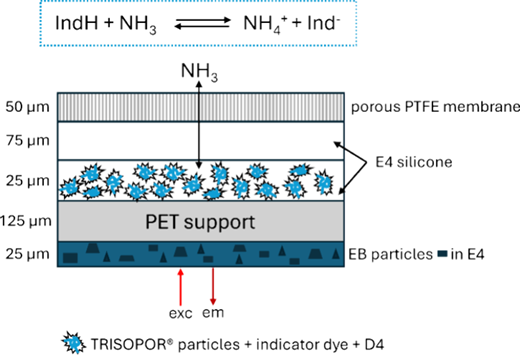 IndH + NH₃ ⇌ NH₄⁺ + Ind⁻
NH₃
50 µm porous PTFE membrane
75 µm
E4 silicone
25 µm
125 µm PET support
25 µm EB particles ■ in E4
exc em
TRISOPOR® particles + indicator dye + D4